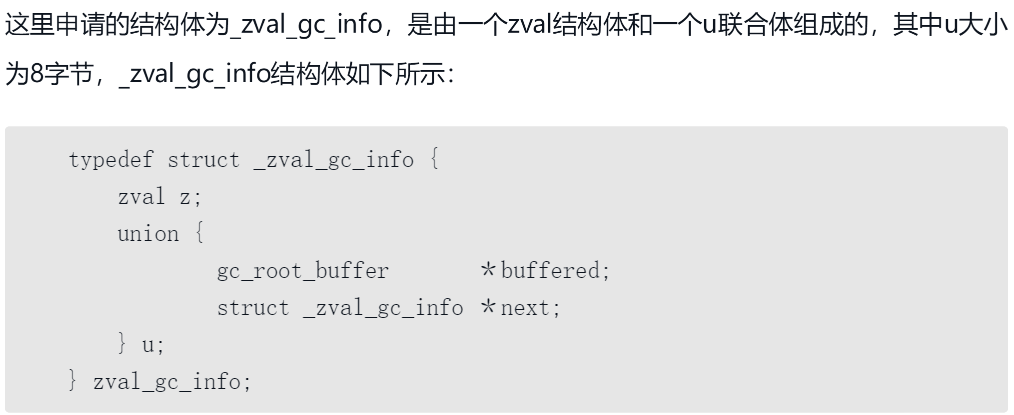 这里申请的结构体为_zval_gc_info，是由一个zval结构体和一个u联合体组成的，其中u大小
为8字节，_zval_gc_info结构体如下所示：
typedef struct _zval_gc_info {
    zval z;
    union {
            gc_root_buffer       *buffered;
            struct _zval_gc_info *next;
    } u;
} zval_gc_info;